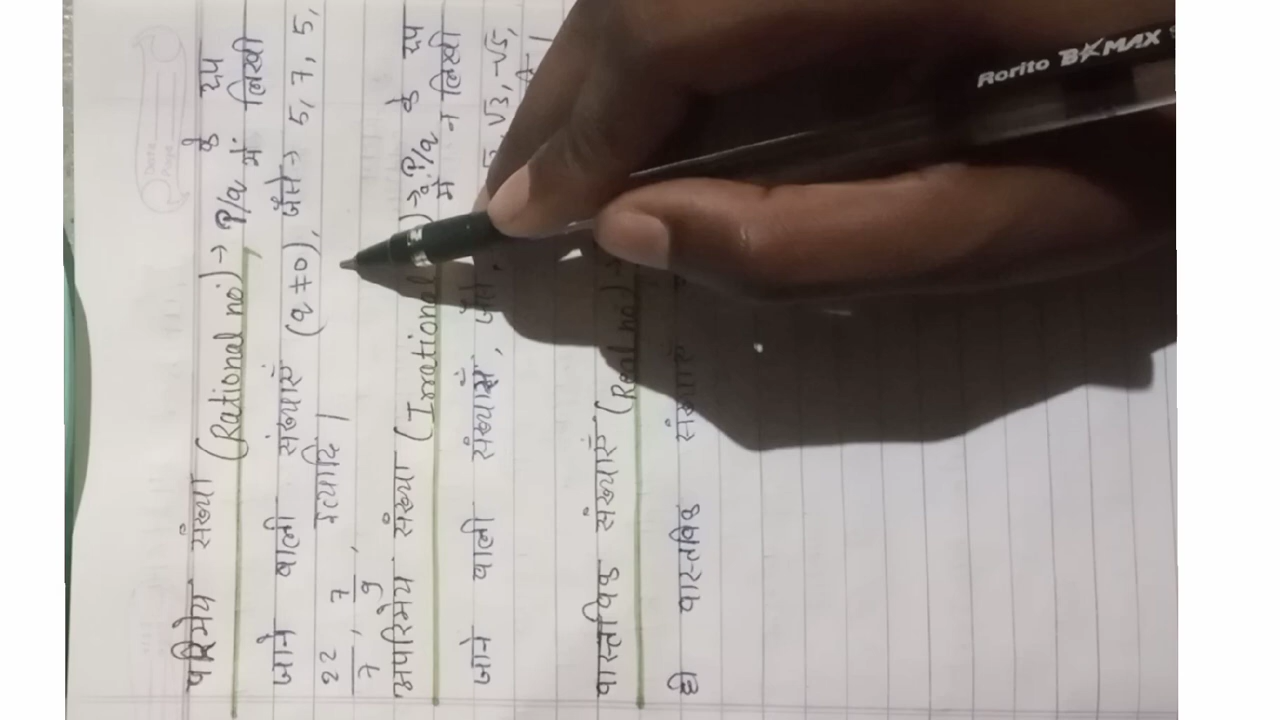 परिमेय संख्या (Rational no) → P/q के रूप
में लिखी
जाने वाली संख्याएँ (q ≠ 0), जैसे → 5, 7, 5,
22/7, 7/9, इत्यादि |
अपरिमेय संख्या (Irrational) → P/q के रूप
में न लिखी
जाने वाली संख्याएँ, जैसे, √3, -√5,
वास्तविक संख्याएँ (Real no) →
ही वास्तविक संख्याएँ
Rorito B★MAX